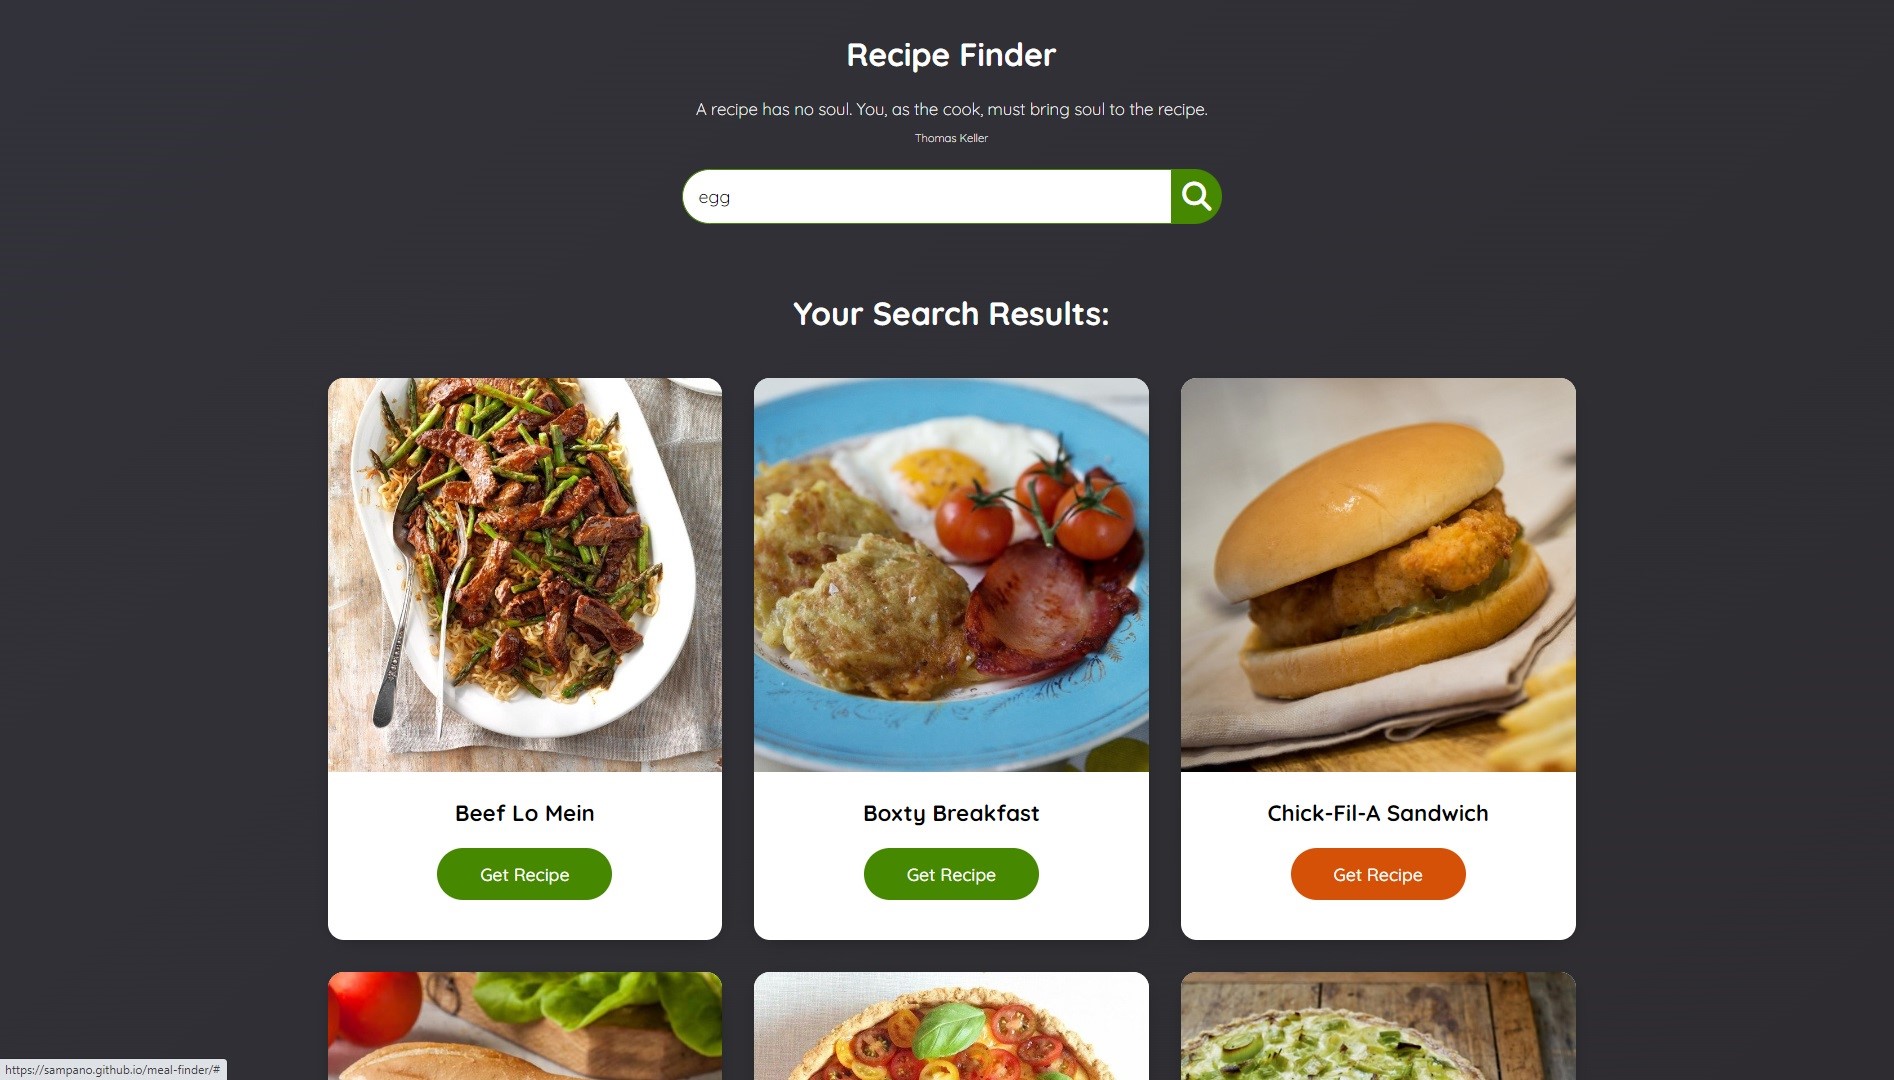 Recipe Finder
A recipe has no soul. You, as the cook, must bring soul to the recipe.
Thomas Keller
egg
Your Search Results:
Beef Lo Mein
Get Recipe
Boxty Breakfast
Get Recipe
Chick-Fil-A Sandwich
Get Recipe
https://sampano.github.io/meal-finder/#